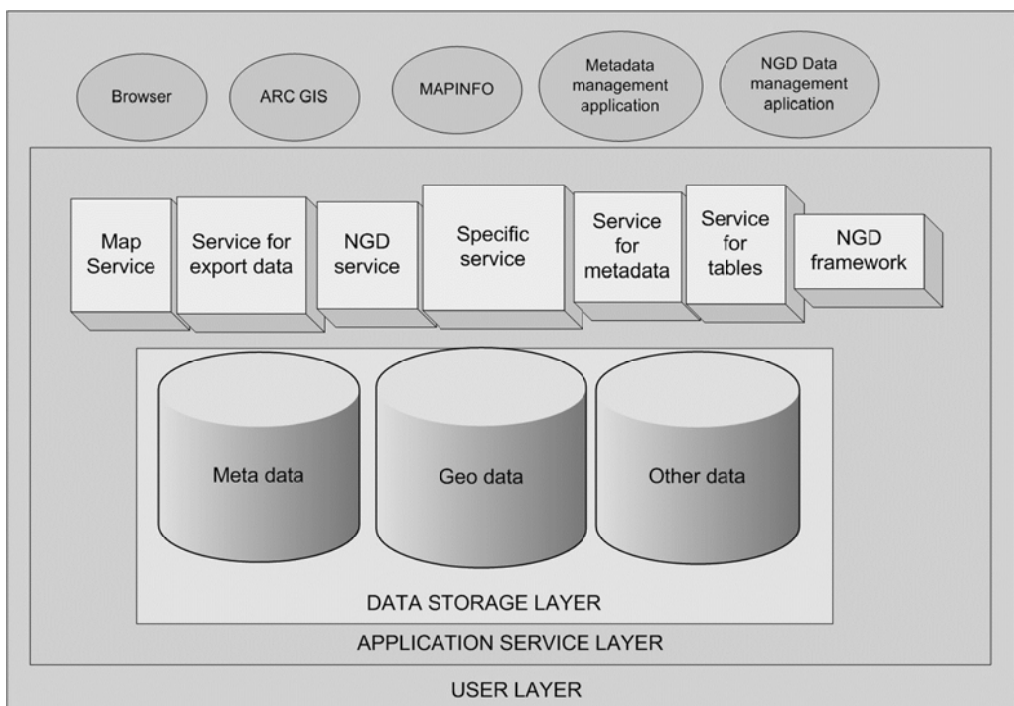 Browser
ARC GIS
MAPINFO
Metadata
management
application
NGD Data
management
aplication
Map
Service
Service for
export data
NGD
service
Specific
service
Service
for
metadata
Service
for
tables
NGD
framework
Meta data
Geo data
Other data
DATA STORAGE LAYER
APPLICATION SERVICE LAYER
USER LAYER